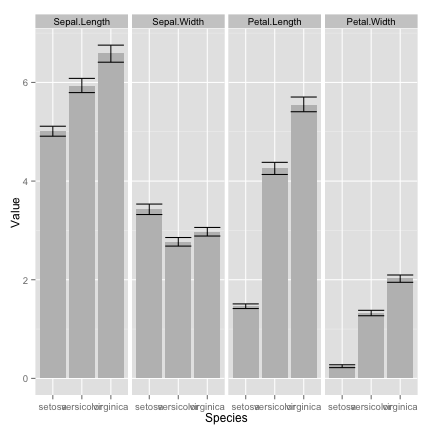 Sepal.Length Sepal.Width Petal.Length Petal.Width
6
4
2
0
Value
setosa versicolor virginica setosa versicolor virginica setosa versicolor virginica setosa versicolor virginica
Species